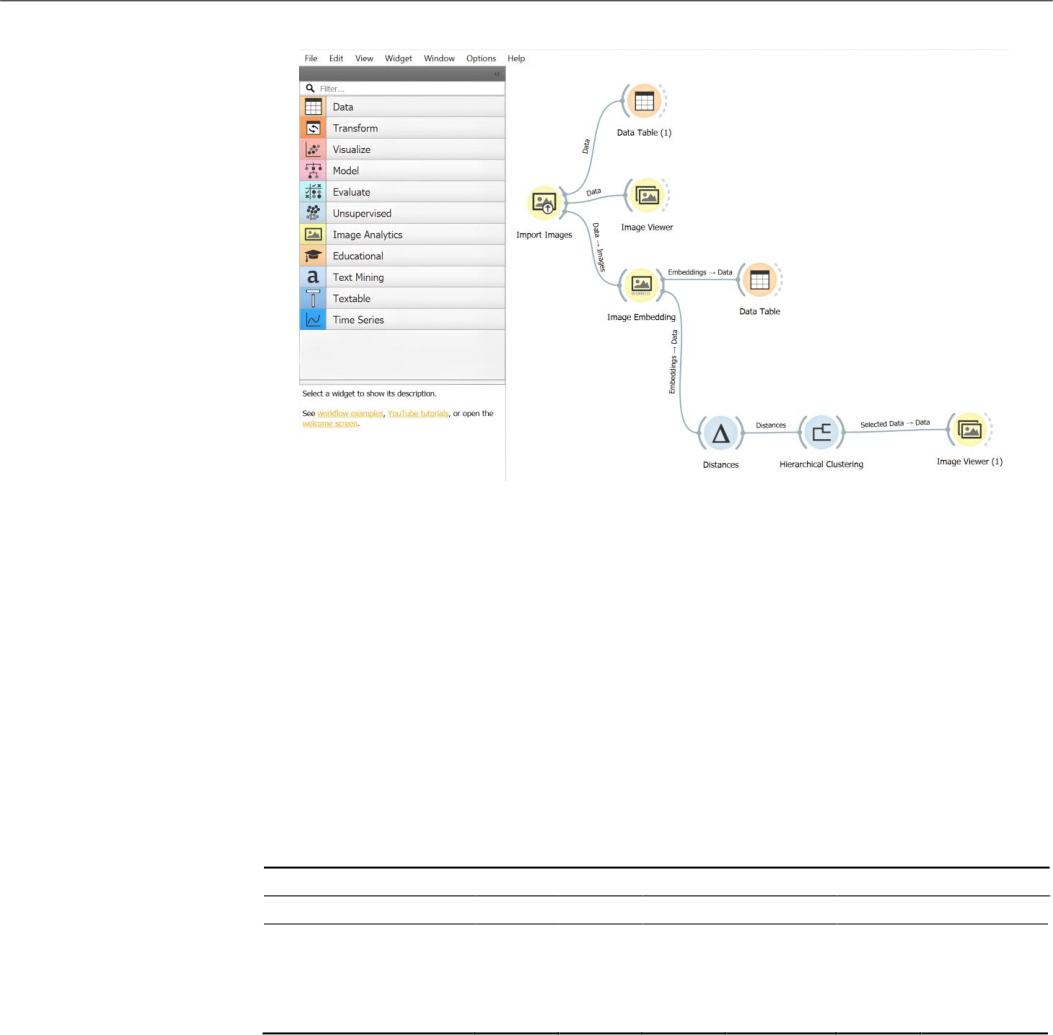 File Edit View Widget Window Options Help
Filter...
Data
Transform
Visualize
Model
Evaluate
Unsupervised
Image Analytics
Educational
Text Mining
Textable
Time Series
Select a widget to show its description.
See workflow examples, YouTube tutorials, or open the
welcome screen.
Data Table (1)
Data
Data
Import Images
Image Viewer
Data → Images
Embeddings → Data
Image Embedding
Data Table
Embeddings → Data
Distances
Selected Data → Data
Distances
Hierarchical Clustering
Image Viewer (1)